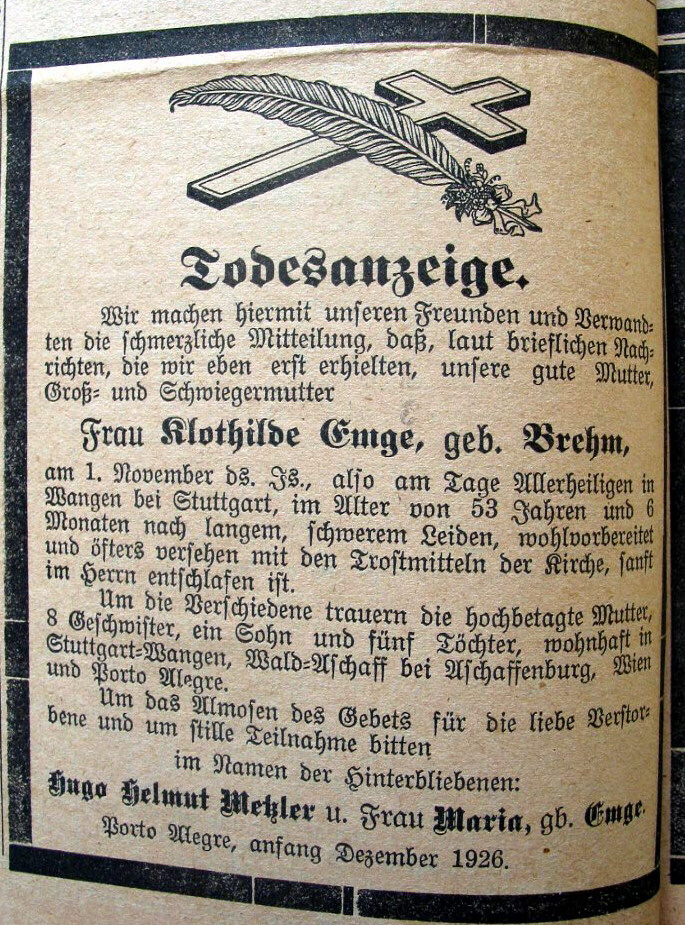 Todesanzeige.
Wir machen hiermit unseren Freunden und Verwand-
ten die schmerzliche Mitteilung, daß, laut brieflichen Nach-
richten, die wir eben erst erhielten, unsere gute Mutter,
Groß- und Schwiegermutter
Frau Klothilde Emge, geb. Brehm,
am 1. November ds. Js., also am Tage Allerheiligen in
Wangen bei Stuttgart, im Alter von 53 Jahren und 6
Monaten nach langem, schwerem Leiden, wohlvorbereitet
und öfters versehen mit den Trostmitteln der Kirche, sanft
im Herrn entschlafen ist.
Um die Verschiedene trauern die hochbetagte Mutter,
8 Geschwister, ein Sohn und fünf Töchter, wohnhaft in
Stuttgart-Wangen, Wald-Aschaff bei Aschaffenburg, Wien
und Porto Alegre.
Um das Almosen des Gebets für die liebe Verstor-
bene und um stille Teilnahme bitten
im Namen der Hinterbliebenen:
Hugo Helmut Metzler u. Frau Maria, gb. Emge.
Porto Alegre, anfang Dezember 1926.